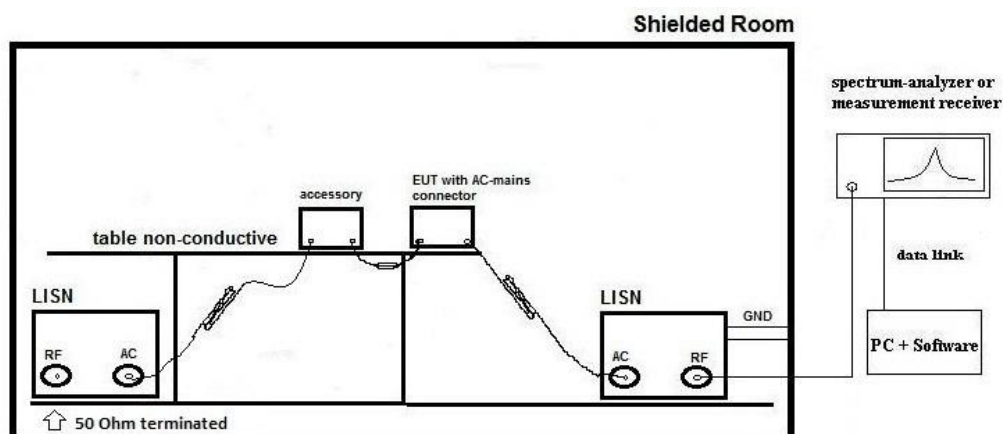 Shielded Room
spectrum-analyzer or
measurement receiver
EUT with AC-mains
connector
accessory
table non-conductive
data link
LISN
LISN
GND
RF
AC
AC
RF
PC + Software
50 Ohm terminated